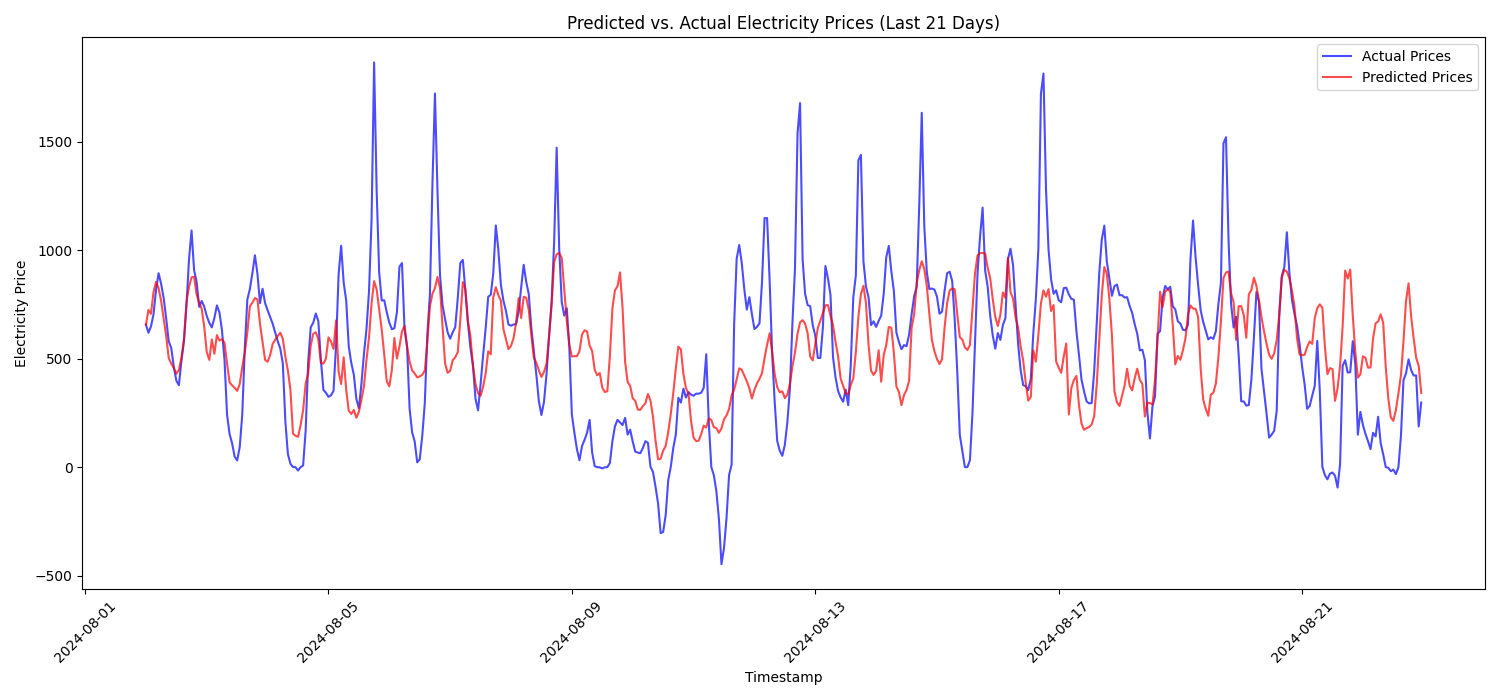 Predicted vs. Actual Electricity Prices (Last 21 Days)
Actual Prices
Predicted Prices
Electricity Price
1500
1000
500
0
−500
2024-08-01
2024-08-05
2024-08-09
2024-08-13
2024-08-17
2024-08-21
Timestamp